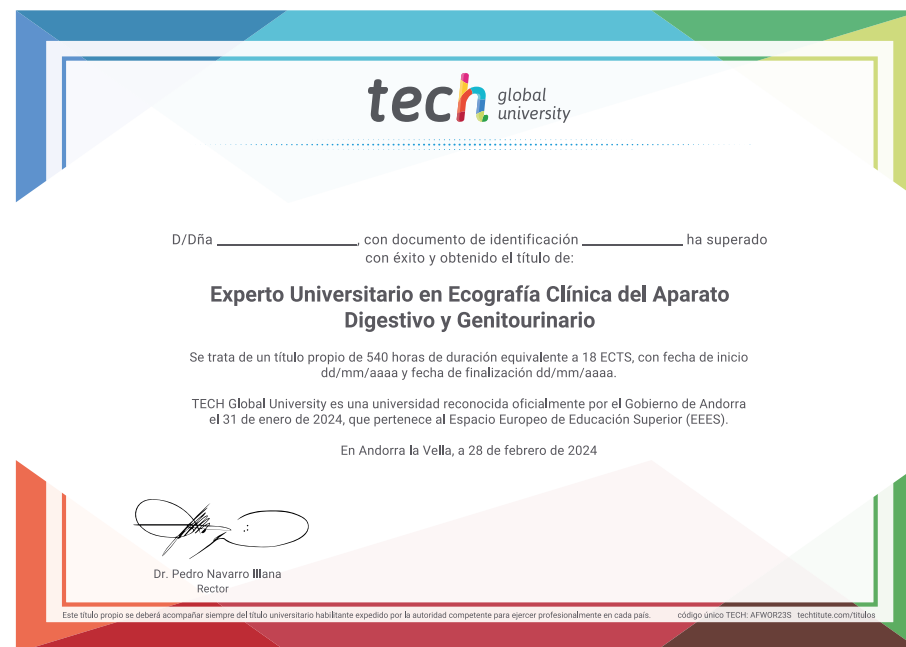 tech global
university
D/Dña ______________, con documento de identificación __________ ha superado
con éxito y obtenido el título de:
Experto Universitario en Ecografía Clínica del Aparato
Digestivo y Genitourinario
Se trata de un título propio de 540 horas de duración equivalente a 18 ECTS, con fecha de inicio
dd/mm/aaaa y fecha de finalización dd/mm/aaaa.
TECH Global University es una universidad reconocida oficialmente por el Gobierno de Andorra
el 31 de enero de 2024, que pertenece al Espacio Europeo de Educación Superior (EEES).
En Andorra la Vella, a 28 de febrero de 2024
Dr. Pedro Navarro Illana
Rector
Este título propio se deberá acompañar siempre del título universitario habilitante expedido por la autoridad competente para ejercer profesionalmente en cada país. código único TECH: AFWOR23S techtitute.com/titulos